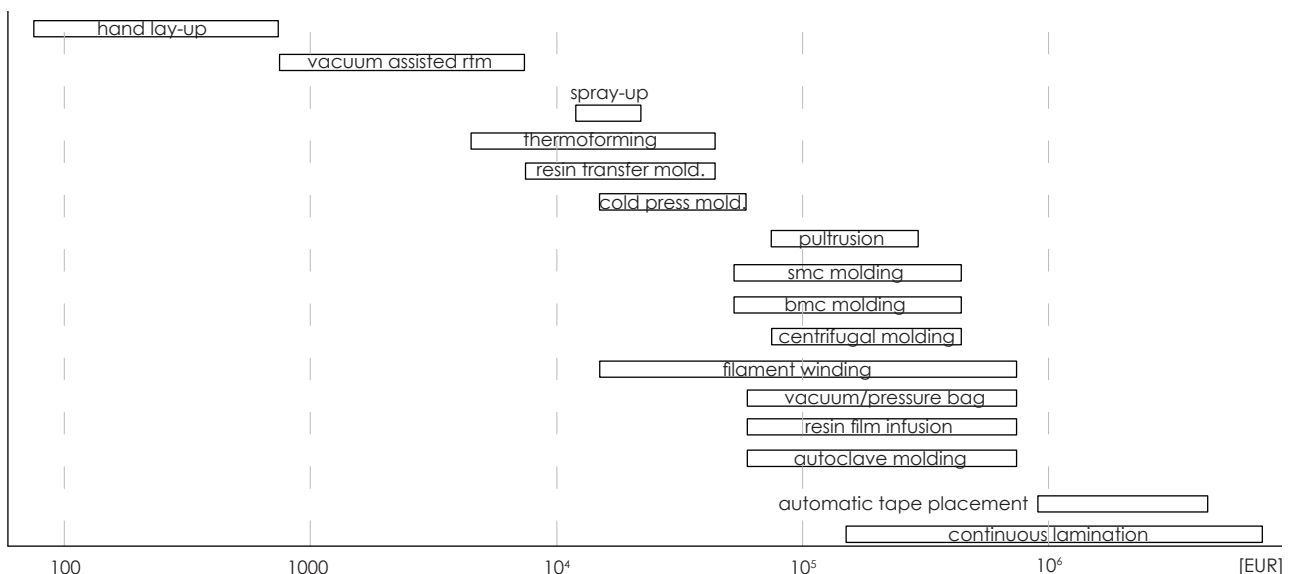 hand lay-up
vacuum assisted rtm
spray-up
thermoforming
resin transfer mold.
cold press mold.
pultrusion
smc molding
bmc molding
centrifugal molding
filament winding
vacuum/pressure bag
resin film infusion
autoclave molding
automatic tape placement
continuous lamination
100 1000 10⁴ 10⁵ 10⁶ [EUR]